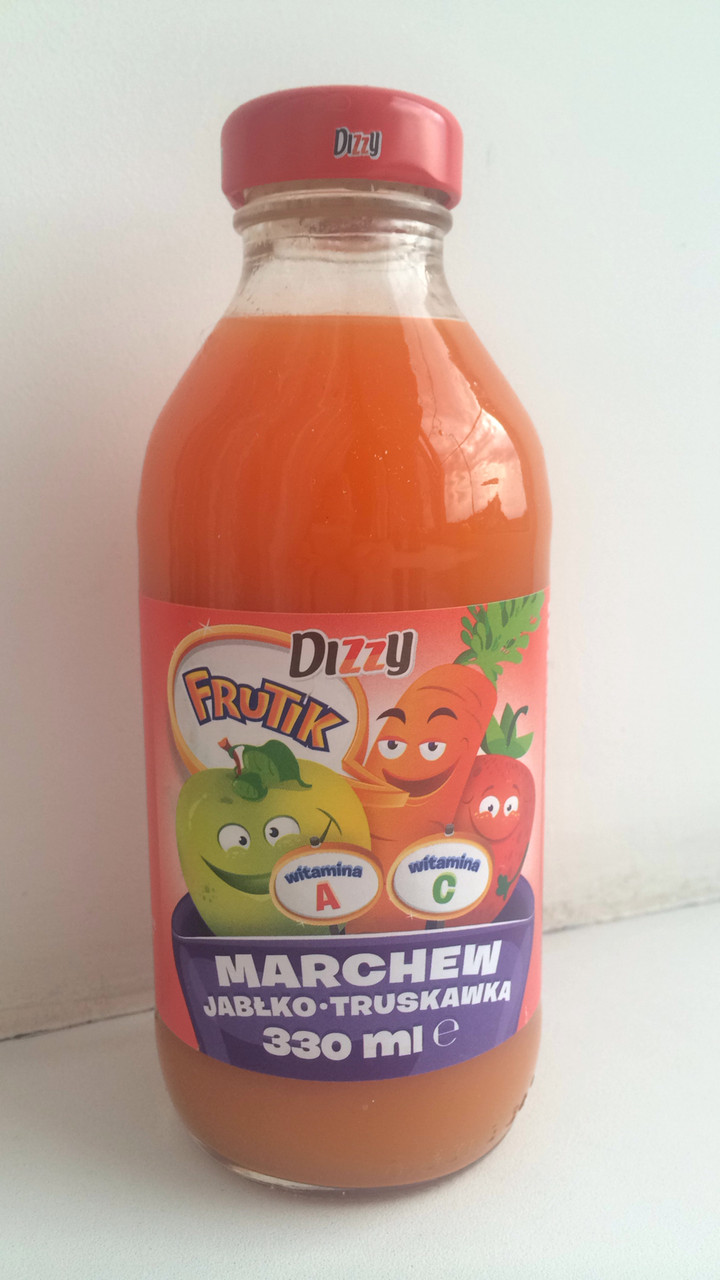 Dizzy
Dizzy
FRUTIK
witamina
A
witamina
C
MARCHEW
JABŁKO•TRUSKAWKA
330 ml ℮